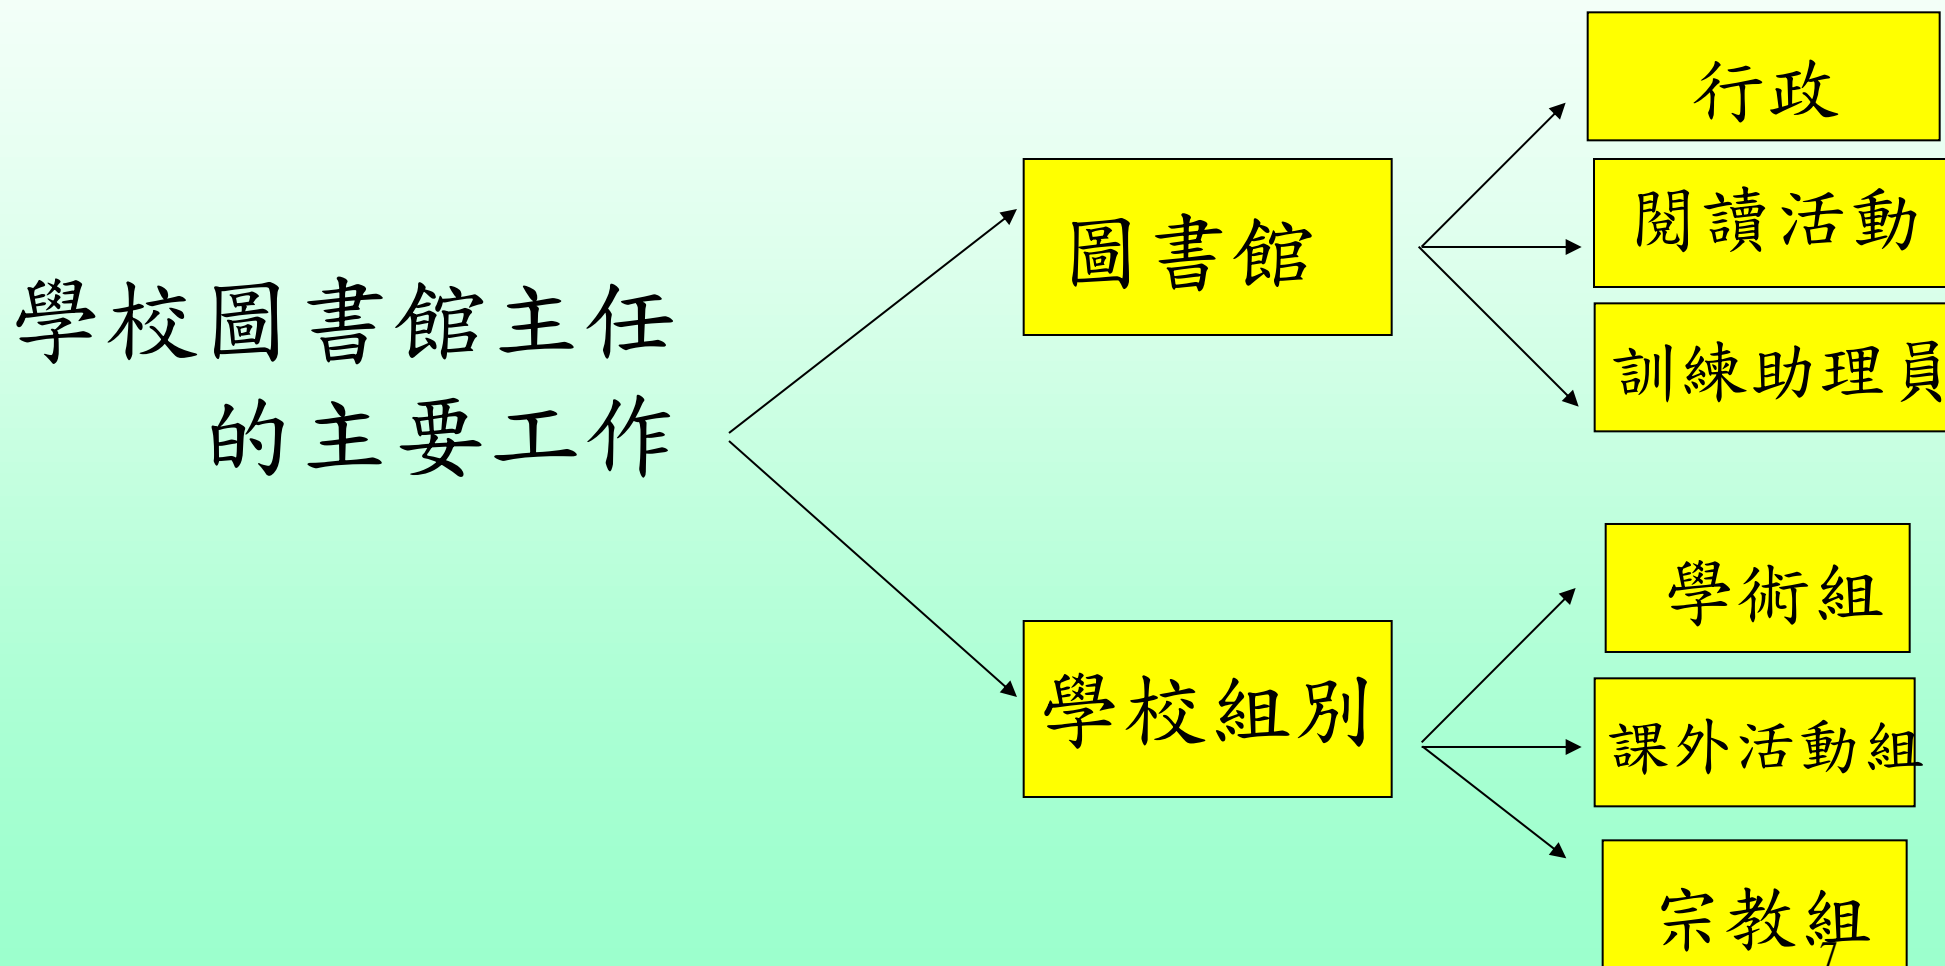 學校圖書館主任
的主要工作
圖書館
行政
閱讀活動
訓練助理員
學校組別
學術組
課外活動組
宗教組
7